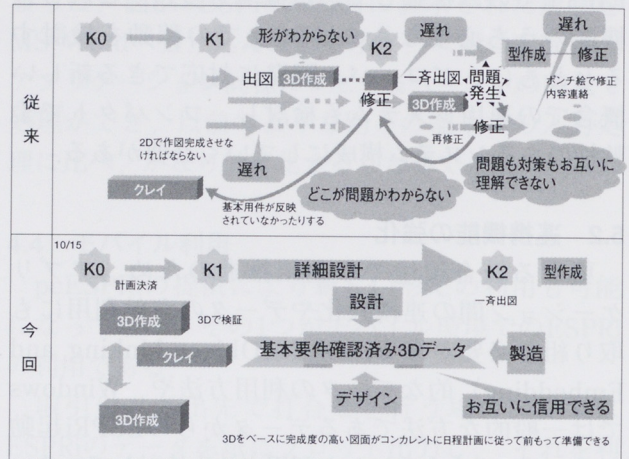 従来
K0
K1
形がわからない
K2
遅れ
遅れ
型作成
修正
出図
3D作成
一斉出図
問題
発生
ポンチ絵で修正
内容連絡
修正
3D作成
修正
再修正
2Dで作図完成させな
ければならない
遅れ
クレイ
基本用件が反映
されていなかったりする
どこが問題かわからない
問題も対策もお互いに
理解できない
今回
10/15
K0
計画決済
K1
詳細設計
K2
一斉出図
型作成
3D作成
3Dで検証
クレイ
3D作成
設計
基本要件確認済み3Dデータ
製造
デザイン
お互いに信用できる
3Dをベースに完成度の高い図面がコンカレントに日程計画に従って前もって準備できる